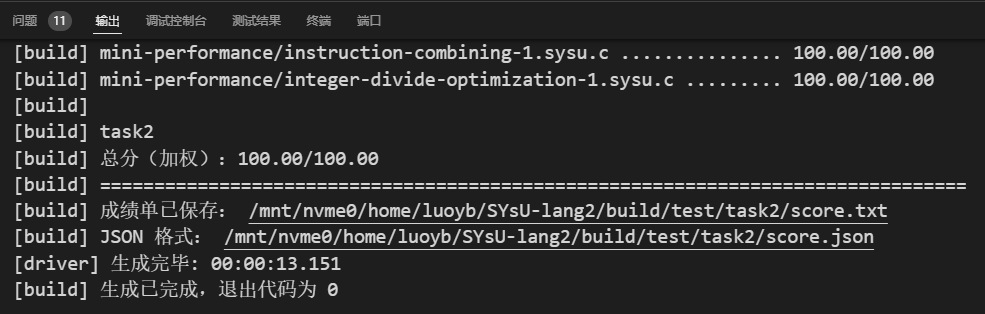 问题 11 输出 调试控制台 测试结果 终端 端口
[build] mini-performance/instruction-combining-1.sysu.c ............... 100.00/100.00
[build] mini-performance/integer-divide-optimization-1.sysu.c ......... 100.00/100.00
[build]
[build] task2
[build] 总分（加权）: 100.00/100.00
[build] ================================================================================
[build] 成绩单已保存： /mnt/nvme0/home/luoyb/SYsU-lang2/build/test/task2/score.txt
[build] JSON 格式： /mnt/nvme0/home/luoyb/SYsU-lang2/build/test/task2/score.json
[driver] 生成完毕: 00:00:13.151
[build] 生成已完成，退出代码为 0